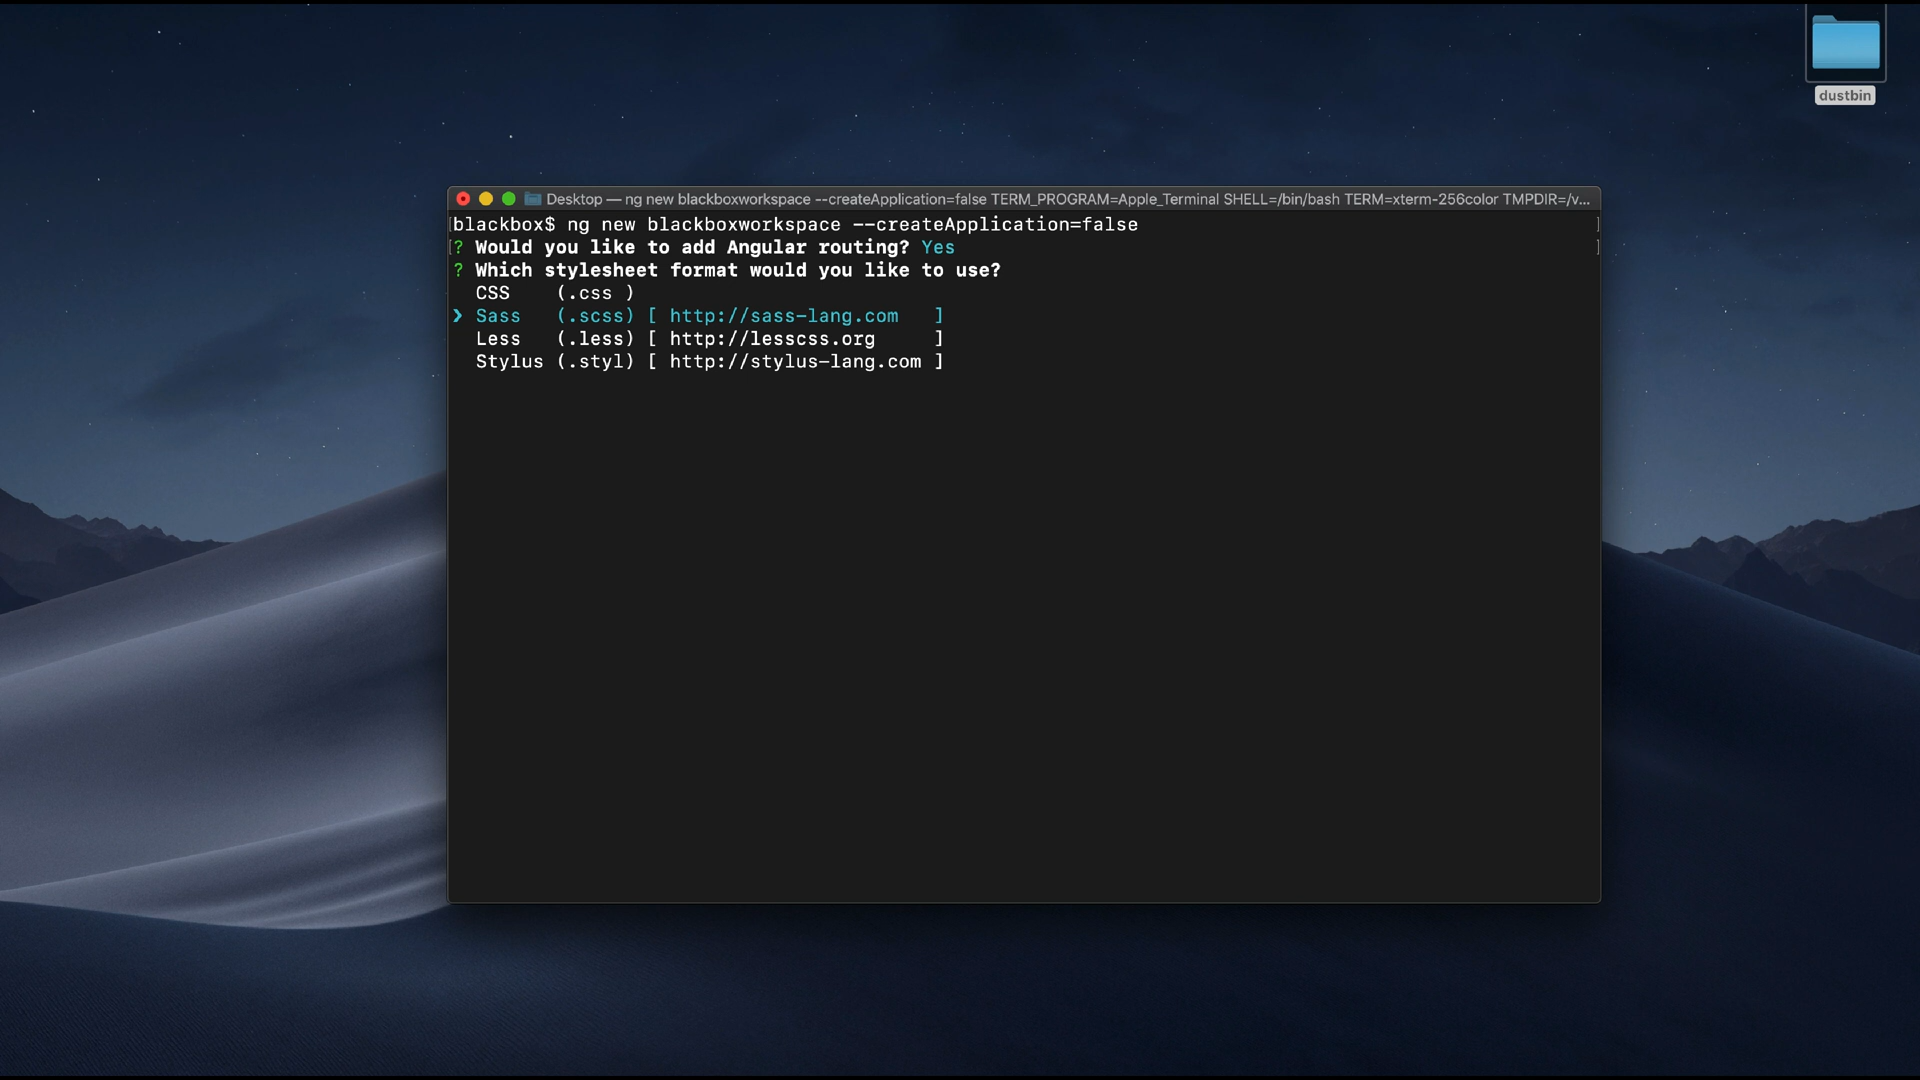 dustbin
Desktop — ng new blackboxworkspace --createApplication=false TERM_PROGRAM=Apple_Terminal SHELL=/bin/bash TERM=xterm-256color TMPDIR=/v...
[blackbox$ ng new blackboxworkspace --createApplication=false ]
[? Would you like to add Angular routing? Yes ]
? Which stylesheet format would you like to use?
CSS    (.css )
❯ Sass   (.scss) [ http://sass-lang.com   ]
Less   (.less) [ http://lesscss.org     ]
Stylus (.styl) [ http://stylus-lang.com ]